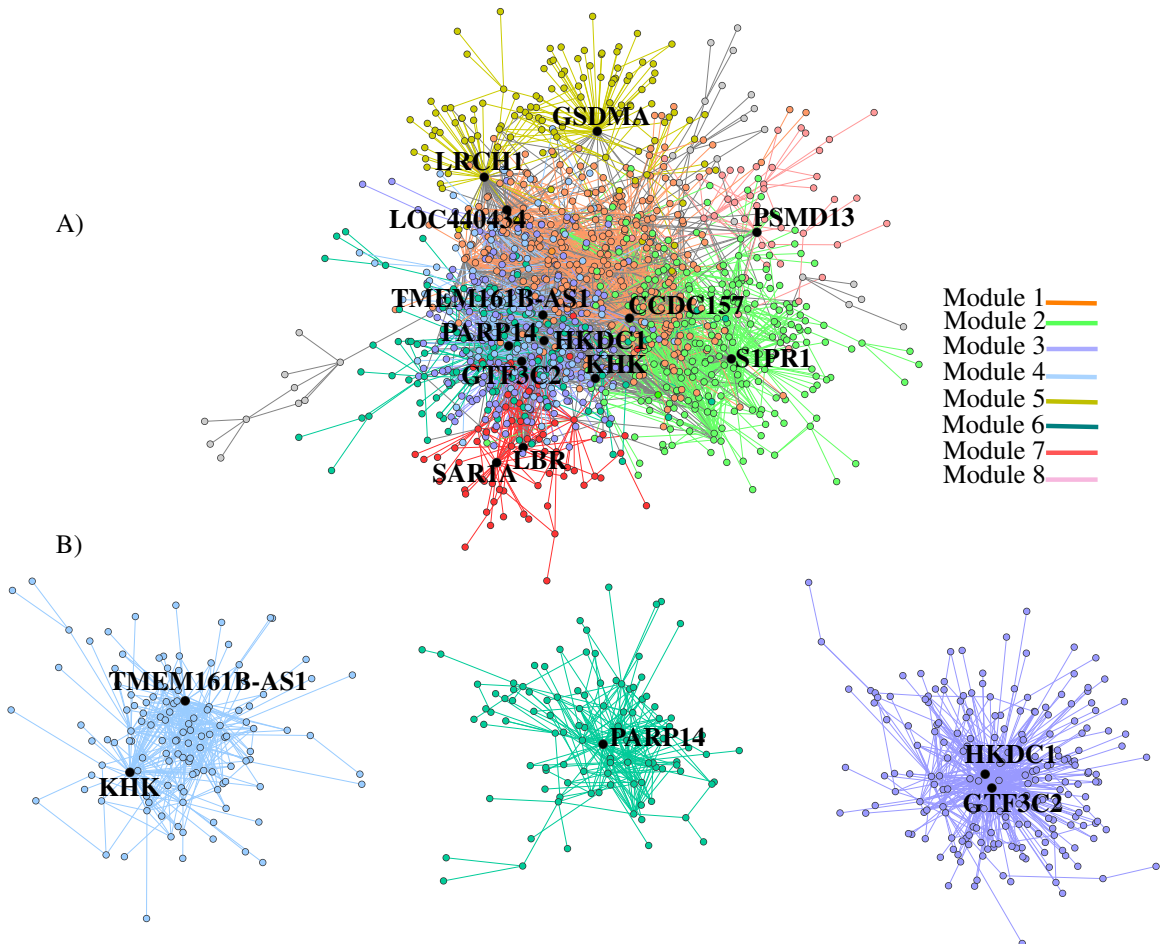 GSDMA
LRCH1
A)
LOC440434
PSMD13
TMEM161B-AS1
CCDC157
PARP14
HKDC1
S1PR1
GTF3C2
KHK
LBR
SAR1A
Module 1
Module 2
Module 3
Module 4
Module 5
Module 6
Module 7
Module 8
B)
TMEM161B-AS1
KHK
PARP14
HKDC1
GTF3C2